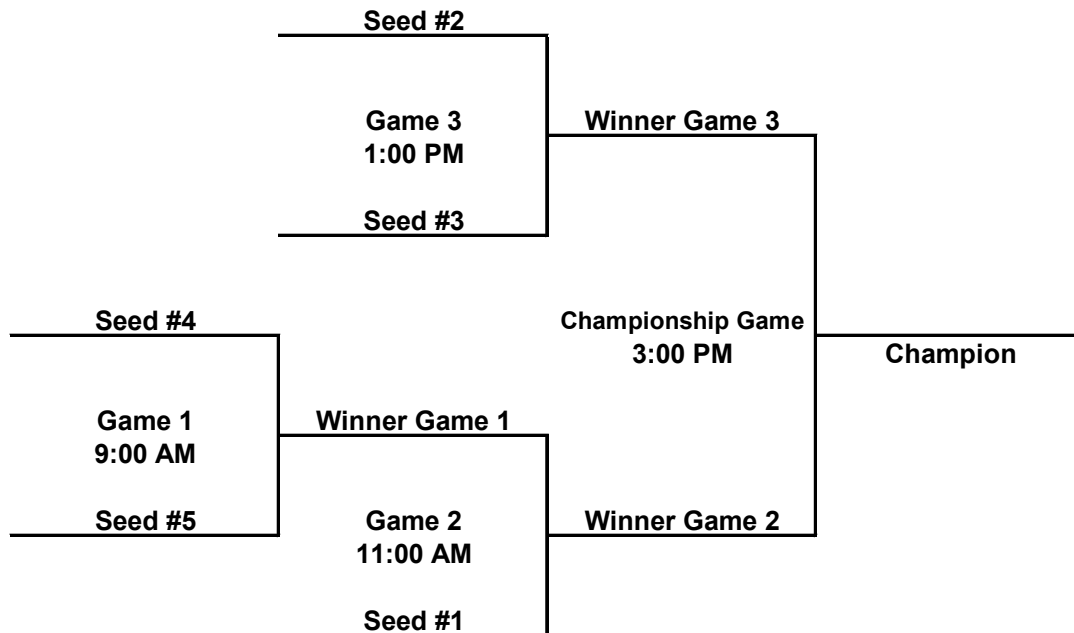 Seed #2
Game 3
1:00 PM
Winner Game 3
Seed #3
Seed #4
Championship Game
3:00 PM
Champion
Game 1
9:00 AM
Winner Game 1
Seed #5
Game 2
11:00 AM
Winner Game 2
Seed #1